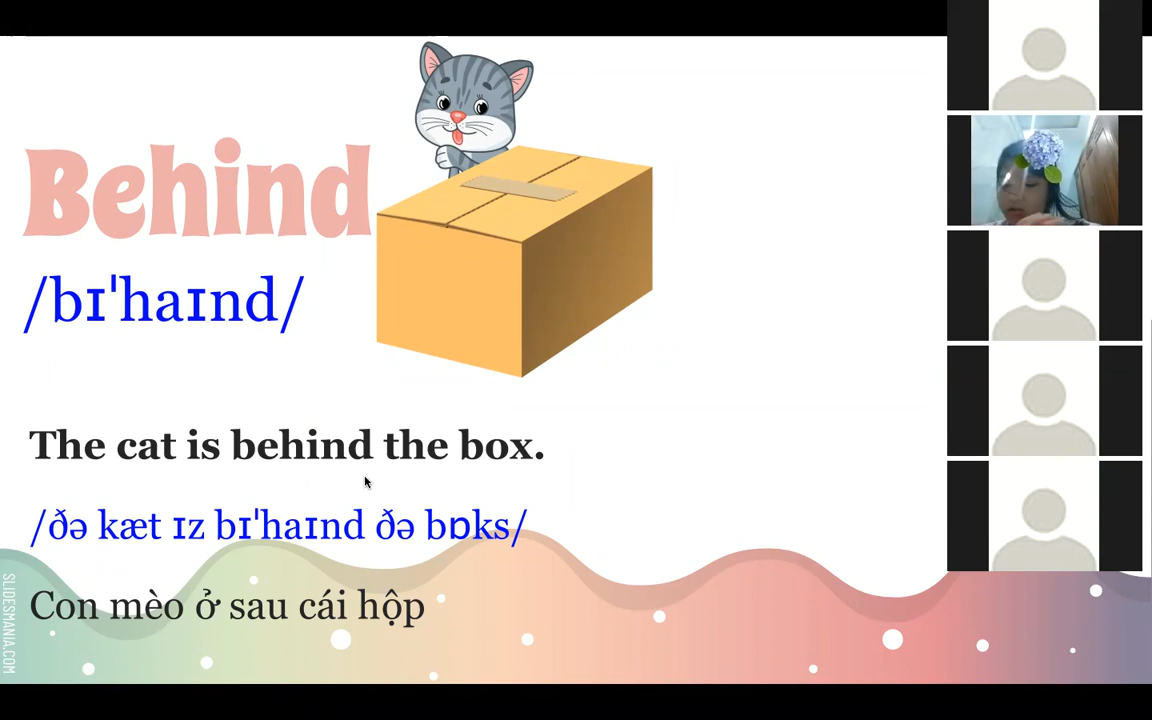 Behind
/bɪˈhaɪnd/
The cat is behind the box.
/ðə kæt ɪz bɪˈhaɪnd ðə bɒks/
Con mèo ở sau cái hộp
SLIDESMANIA.COM